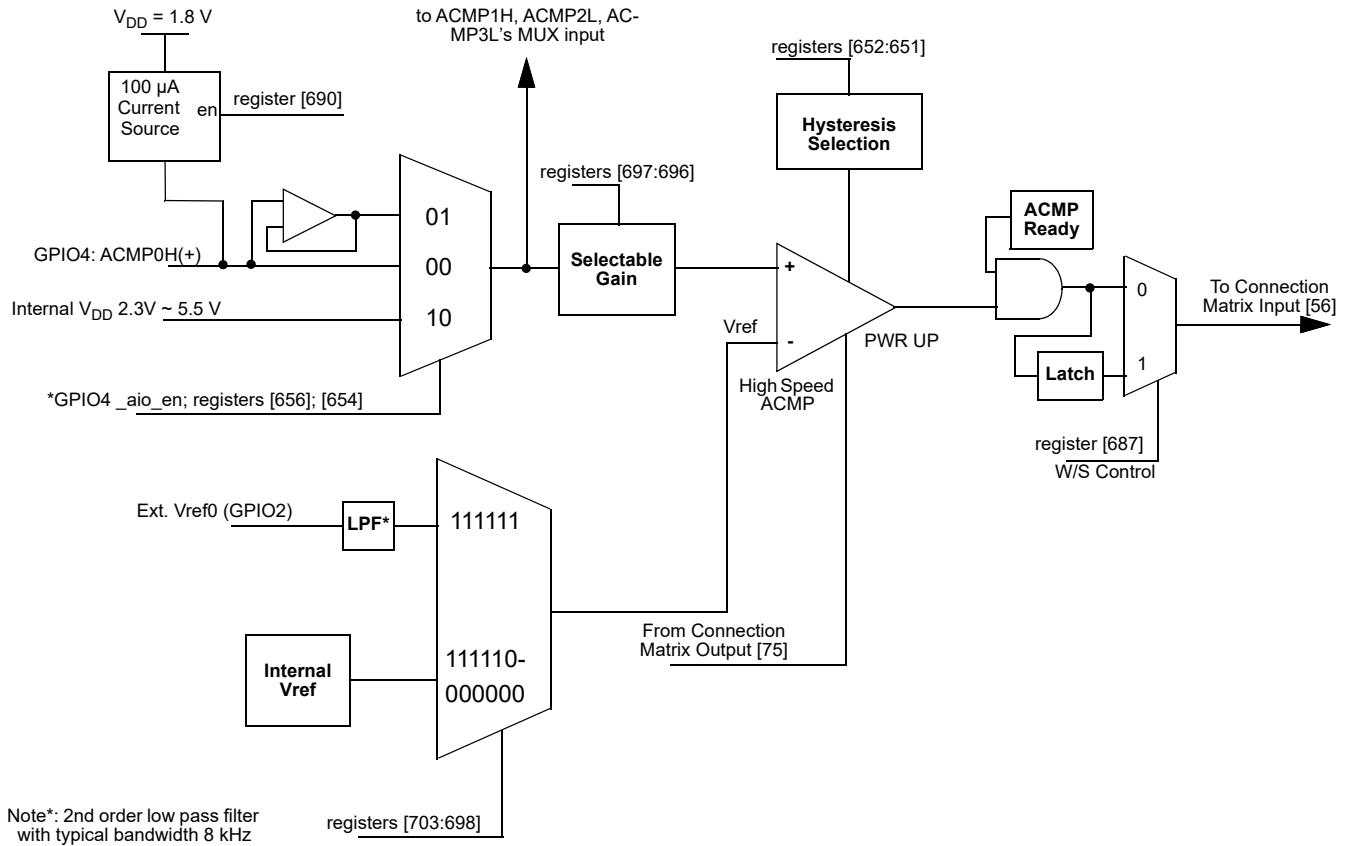 V_DD = 1.8 V
to ACMP1H, ACMP2L, AC-
MP3L's MUX input
registers [652:651]
100 µA
Current
Source
en
register [690]
Hysteresis
Selection
registers [697:696]
01
ACMP
Ready
Selectable
Gain
GPIO4: ACMP0H(+)
00
+
To Connection
Matrix Input [56]
0
Internal V_DD 2.3V ~ 5.5 V
10
Vref
-
PWR UP
1
Latch
High Speed
ACMP
*GPIO4 _aio_en; registers [656]; [654]
register [687]
W/S Control
Ext. Vref0 (GPIO2)
LPF*
111111
From Connection
Matrix Output [75]
Internal
Vref
111110-
000000
Note*: 2nd order low pass filter
with typical bandwidth 8 kHz
registers [703:698]